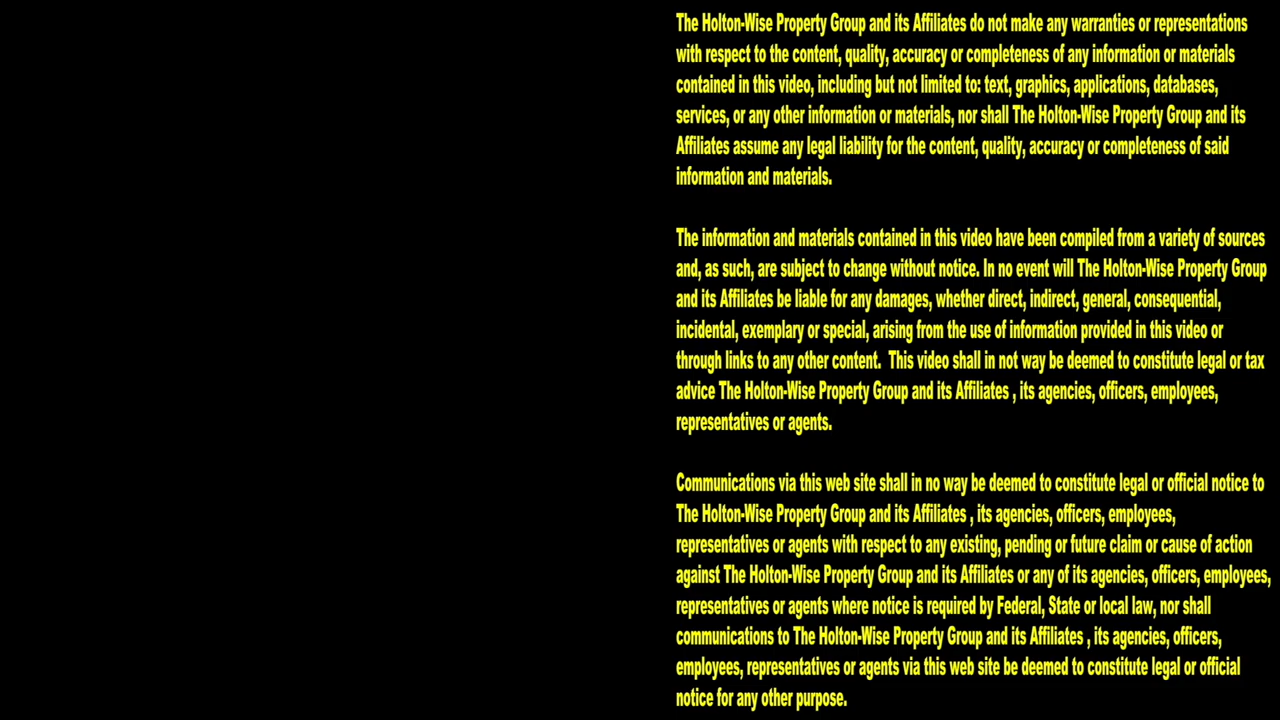 The Holton-Wise Property Group and its Affiliates do not make any warranties or representations
with respect to the content, quality, accuracy or completeness of any information or materials
contained in this video, including but not limited to: text, graphics, applications, databases,
services, or any other information or materials, nor shall The Holton-Wise Property Group and its
Affiliates assume any legal liability for the content, quality, accuracy or completeness of said
information and materials.
The information and materials contained in this video have been compiled from a variety of sources
and, as such, are subject to change without notice. In no event will The Holton-Wise Property Group
and its Affiliates be liable for any damages, whether direct, indirect, general, consequential,
incidental, exemplary or special, arising from the use of information provided in this video or
through links to any other content.  This video shall in not way be deemed to constitute legal or tax
advice The Holton-Wise Property Group and its Affiliates , its agencies, officers, employees,
representatives or agents.
Communications via this web site shall in no way be deemed to constitute legal or official notice to
The Holton-Wise Property Group and its Affiliates , its agencies, officers, employees,
representatives or agents with respect to any existing, pending or future claim or cause of action
against The Holton-Wise Property Group and its Affiliates or any of its agencies, officers, employees,
representatives or agents where notice is required by Federal, State or local law, nor shall
communications to The Holton-Wise Property Group and its Affiliates , its agencies, officers,
employees, representatives or agents via this web site be deemed to constitute legal or official
notice for any other purpose.